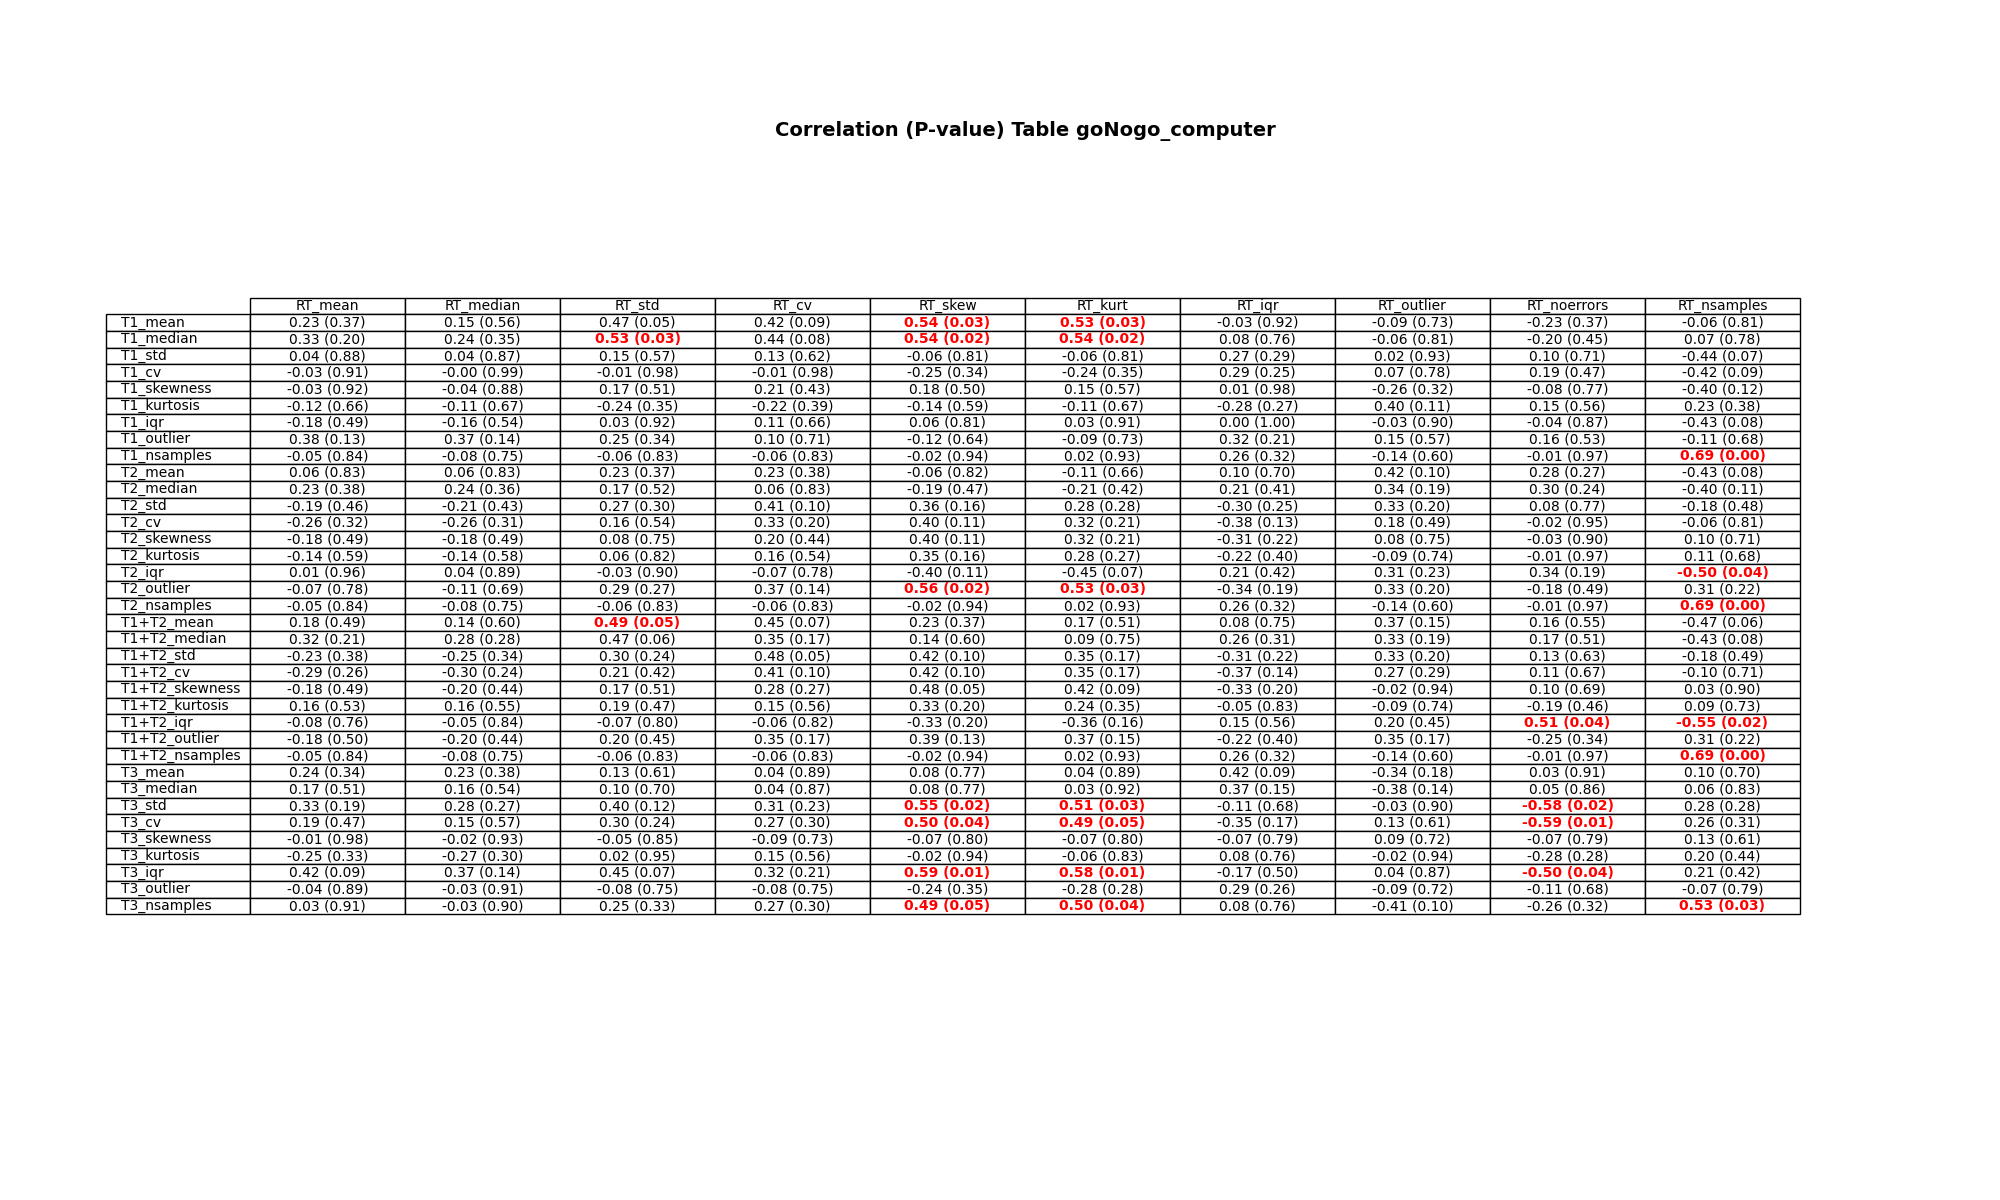 Correlation (P-value) Table goNogo_computer
RT_mean RT_median RT_std RT_cv RT_skew RT_kurt RT_iqr RT_outlier RT_noerrors RT_nsamples
T1_mean 0.23 (0.37) 0.15 (0.56) 0.47 (0.05) 0.42 (0.09) 0.54 (0.03) 0.53 (0.03) -0.03 (0.92) -0.09 (0.73) -0.23 (0.37) -0.06 (0.81)
T1_median 0.33 (0.20) 0.24 (0.35) 0.53 (0.03) 0.44 (0.08) 0.54 (0.02) 0.54 (0.02) 0.08 (0.76) -0.06 (0.81) -0.20 (0.45) 0.07 (0.78)
T1_std 0.04 (0.88) 0.04 (0.87) 0.15 (0.57) 0.13 (0.62) -0.06 (0.81) -0.06 (0.81) 0.27 (0.29) 0.02 (0.93) 0.10 (0.71) -0.44 (0.07)
T1_cv -0.03 (0.91) -0.00 (0.99) -0.01 (0.98) -0.01 (0.98) -0.25 (0.34) -0.24 (0.35) 0.29 (0.25) 0.07 (0.78) 0.19 (0.47) -0.42 (0.09)
T1_skewness -0.03 (0.92) -0.04 (0.88) 0.17 (0.51) 0.21 (0.43) 0.18 (0.50) 0.15 (0.57) 0.01 (0.98) -0.26 (0.32) -0.08 (0.77) -0.40 (0.12)
T1_kurtosis -0.12 (0.66) -0.11 (0.67) -0.24 (0.35) -0.22 (0.39) -0.14 (0.59) -0.11 (0.67) -0.28 (0.27) 0.40 (0.11) 0.15 (0.56) 0.23 (0.38)
T1_iqr -0.18 (0.49) -0.16 (0.54) 0.03 (0.92) 0.11 (0.66) 0.06 (0.81) 0.03 (0.91) 0.00 (1.00) -0.03 (0.90) -0.04 (0.87) -0.43 (0.08)
T1_outlier 0.38 (0.13) 0.37 (0.14) 0.25 (0.34) 0.10 (0.71) -0.12 (0.64) -0.09 (0.73) 0.32 (0.21) 0.15 (0.57) 0.16 (0.53) -0.11 (0.68)
T1_nsamples -0.05 (0.84) -0.08 (0.75) -0.06 (0.83) -0.06 (0.83) -0.02 (0.94) 0.02 (0.93) 0.26 (0.32) -0.14 (0.60) -0.01 (0.97) 0.69 (0.00)
T2_mean 0.06 (0.83) 0.06 (0.83) 0.23 (0.37) 0.23 (0.38) -0.06 (0.82) -0.11 (0.66) 0.10 (0.70) 0.42 (0.10) 0.28 (0.27) -0.43 (0.08)
T2_median 0.23 (0.38) 0.24 (0.36) 0.17 (0.52) 0.06 (0.83) -0.19 (0.47) -0.21 (0.42) 0.21 (0.41) 0.34 (0.19) 0.30 (0.24) -0.40 (0.11)
T2_std -0.19 (0.46) -0.21 (0.43) 0.27 (0.30) 0.41 (0.10) 0.36 (0.16) 0.28 (0.28) -0.30 (0.25) 0.33 (0.20) 0.08 (0.77) -0.18 (0.48)
T2_cv -0.26 (0.32) -0.26 (0.31) 0.16 (0.54) 0.33 (0.20) 0.40 (0.11) 0.32 (0.21) -0.38 (0.13) 0.18 (0.49) -0.02 (0.95) -0.06 (0.81)
T2_skewness -0.18 (0.49) -0.18 (0.49) 0.08 (0.75) 0.20 (0.44) 0.40 (0.11) 0.32 (0.21) -0.31 (0.22) 0.08 (0.75) -0.03 (0.90) 0.10 (0.71)
T2_kurtosis -0.14 (0.59) -0.14 (0.58) 0.06 (0.82) 0.16 (0.54) 0.35 (0.16) 0.28 (0.27) -0.22 (0.40) -0.09 (0.74) -0.01 (0.97) 0.11 (0.68)
T2_iqr 0.01 (0.96) 0.04 (0.89) -0.03 (0.90) -0.07 (0.78) -0.40 (0.11) -0.45 (0.07) 0.21 (0.42) 0.31 (0.23) 0.34 (0.19) -0.50 (0.04)
T2_outlier -0.07 (0.78) -0.11 (0.69) 0.29 (0.27) 0.37 (0.14) 0.56 (0.02) 0.53 (0.03) -0.34 (0.19) 0.33 (0.20) -0.18 (0.49) 0.31 (0.22)
T2_nsamples -0.05 (0.84) -0.08 (0.75) -0.06 (0.83) -0.06 (0.83) -0.02 (0.94) 0.02 (0.93) 0.26 (0.32) -0.14 (0.60) -0.01 (0.97) 0.69 (0.00)
T1+T2_mean 0.18 (0.49) 0.14 (0.60) 0.49 (0.05) 0.45 (0.07) 0.23 (0.37) 0.17 (0.51) 0.08 (0.75) 0.37 (0.15) 0.16 (0.55) -0.47 (0.06)
T1+T2_median 0.32 (0.21) 0.28 (0.28) 0.47 (0.06) 0.35 (0.17) 0.14 (0.60) 0.09 (0.75) 0.26 (0.31) 0.33 (0.19) 0.17 (0.51) -0.43 (0.08)
T1+T2_std -0.23 (0.38) -0.25 (0.34) 0.30 (0.24) 0.48 (0.05) 0.42 (0.10) 0.35 (0.17) -0.31 (0.22) 0.33 (0.20) 0.13 (0.63) -0.18 (0.49)
T1+T2_cv -0.29 (0.26) -0.30 (0.24) 0.21 (0.42) 0.41 (0.10) 0.42 (0.10) 0.35 (0.17) -0.37 (0.14) 0.27 (0.29) 0.11 (0.67) -0.10 (0.71)
T1+T2_skewness -0.18 (0.49) -0.20 (0.44) 0.17 (0.51) 0.28 (0.27) 0.48 (0.05) 0.42 (0.09) -0.33 (0.20) -0.02 (0.94) 0.10 (0.69) 0.03 (0.90)
T1+T2_kurtosis 0.16 (0.53) 0.16 (0.55) 0.19 (0.47) 0.15 (0.56) 0.33 (0.20) 0.24 (0.35) -0.05 (0.83) -0.09 (0.74) -0.19 (0.46) 0.09 (0.73)
T1+T2_iqr -0.08 (0.76) -0.05 (0.84) -0.07 (0.80) -0.06 (0.82) -0.33 (0.20) -0.36 (0.16) 0.15 (0.56) 0.20 (0.45) 0.51 (0.04) -0.55 (0.02)
T1+T2_outlier -0.18 (0.50) -0.20 (0.44) 0.20 (0.45) 0.35 (0.17) 0.39 (0.13) 0.37 (0.15) -0.22 (0.40) 0.35 (0.17) -0.25 (0.34) 0.31 (0.22)
T1+T2_nsamples -0.05 (0.84) -0.08 (0.75) -0.06 (0.83) -0.06 (0.83) -0.02 (0.94) 0.02 (0.93) 0.26 (0.32) -0.14 (0.60) -0.01 (0.97) 0.69 (0.00)
T3_mean 0.24 (0.34) 0.23 (0.38) 0.13 (0.61) 0.04 (0.89) 0.08 (0.77) 0.04 (0.89) 0.42 (0.09) -0.34 (0.18) 0.03 (0.91) 0.10 (0.70)
T3_median 0.17 (0.51) 0.16 (0.54) 0.10 (0.70) 0.04 (0.87) 0.08 (0.77) 0.03 (0.92) 0.37 (0.15) -0.38 (0.14) 0.05 (0.86) 0.06 (0.83)
T3_std 0.33 (0.19) 0.28 (0.27) 0.40 (0.12) 0.31 (0.23) 0.55 (0.02) 0.51 (0.03) -0.11 (0.68) -0.03 (0.90) -0.58 (0.02) 0.28 (0.28)
T3_cv 0.19 (0.47) 0.15 (0.57) 0.30 (0.24) 0.27 (0.30) 0.50 (0.04) 0.49 (0.05) -0.35 (0.17) 0.13 (0.61) -0.59 (0.01) 0.26 (0.31)
T3_skewness -0.01 (0.98) -0.02 (0.93) -0.05 (0.85) -0.09 (0.73) -0.07 (0.80) -0.07 (0.80) -0.07 (0.79) 0.09 (0.72) -0.07 (0.79) 0.13 (0.61)
T3_kurtosis -0.25 (0.33) -0.27 (0.30) 0.02 (0.95) 0.15 (0.56) -0.02 (0.94) -0.06 (0.83) 0.08 (0.76) -0.02 (0.94) -0.28 (0.28) 0.20 (0.44)
T3_iqr 0.42 (0.09) 0.37 (0.14) 0.45 (0.07) 0.32 (0.21) 0.59 (0.01) 0.58 (0.01) -0.17 (0.50) 0.04 (0.87) -0.50 (0.04) 0.21 (0.42)
T3_outlier -0.04 (0.89) -0.03 (0.91) -0.08 (0.75) -0.08 (0.75) -0.24 (0.35) -0.28 (0.28) 0.29 (0.26) -0.09 (0.72) -0.11 (0.68) -0.07 (0.79)
T3_nsamples 0.03 (0.91) -0.03 (0.90) 0.25 (0.33) 0.27 (0.30) 0.49 (0.05) 0.50 (0.04) 0.08 (0.76) -0.41 (0.10) -0.26 (0.32) 0.53 (0.03)